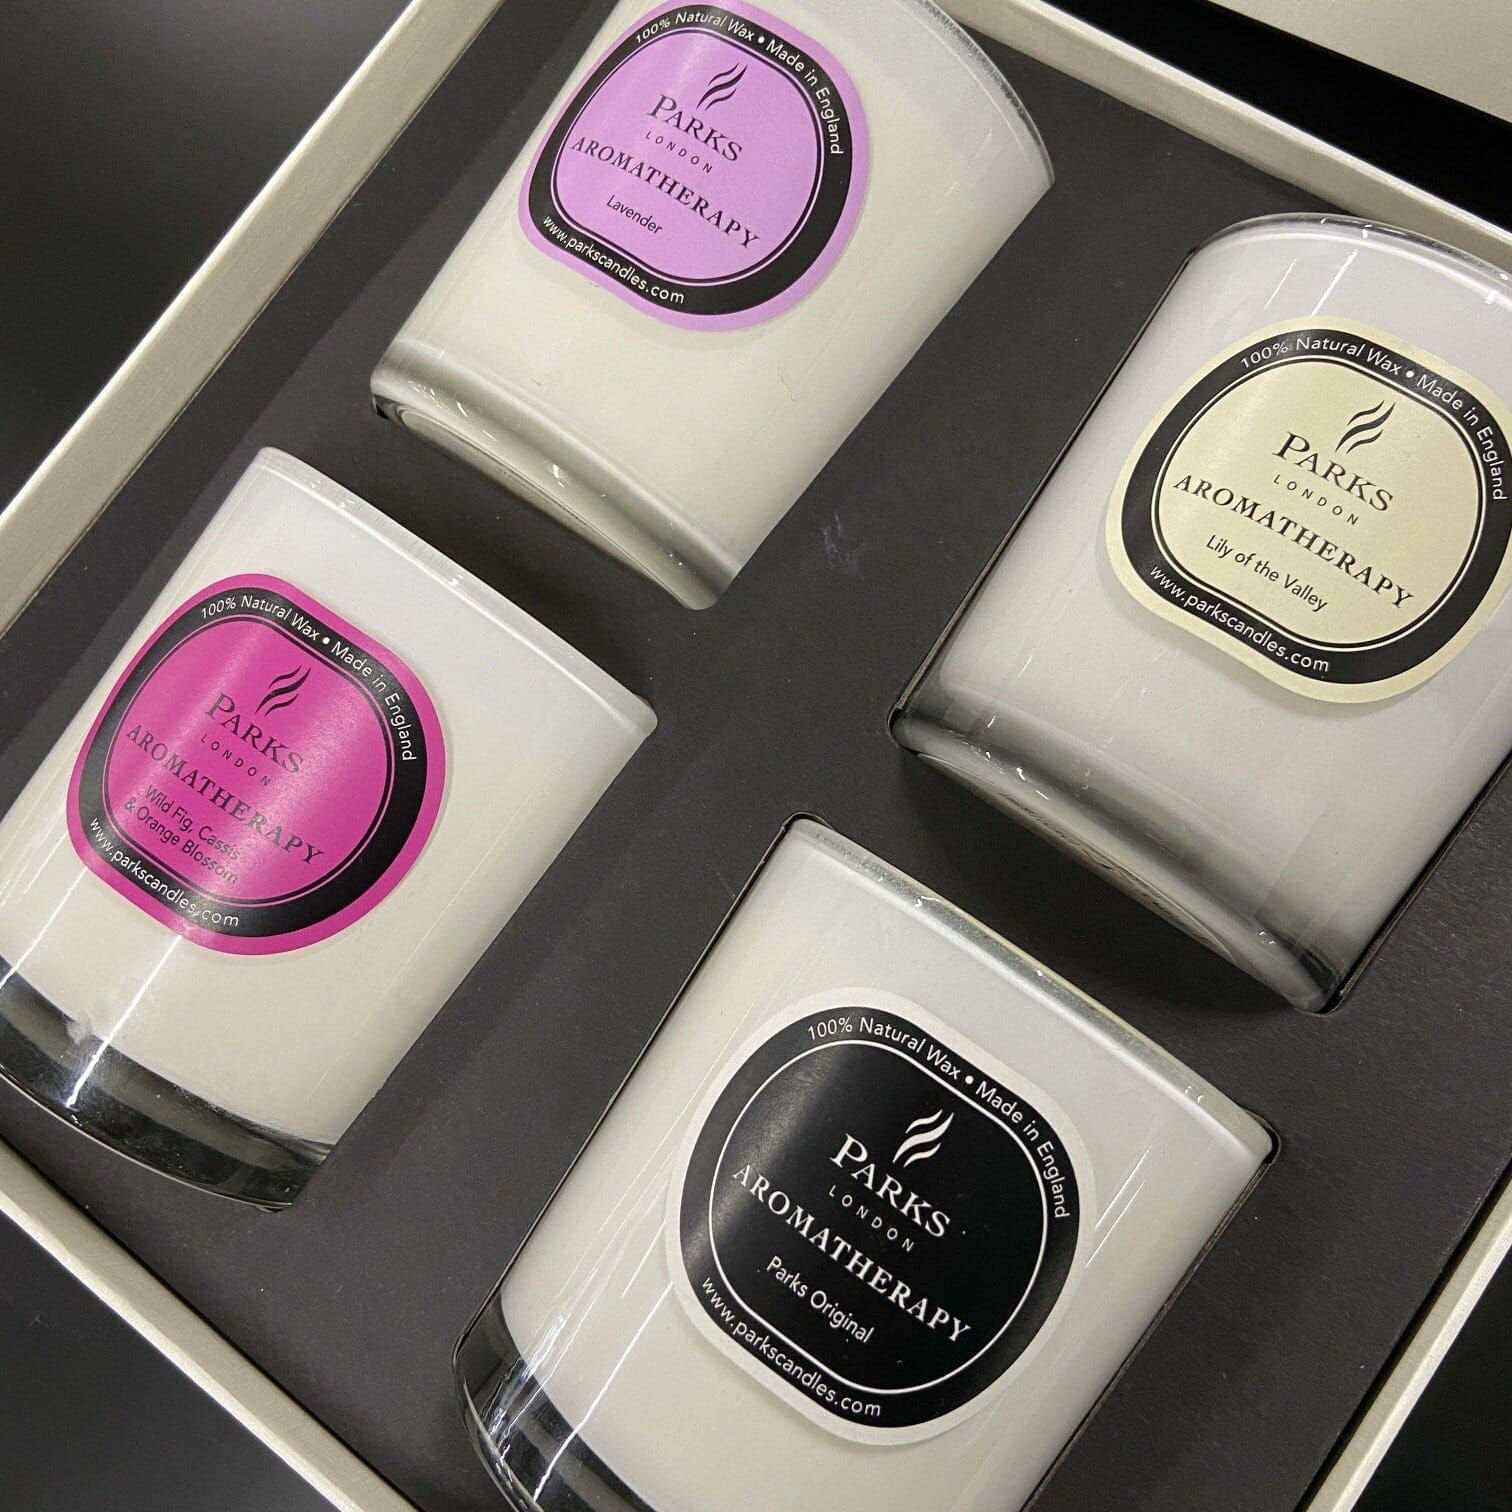 100% Natural Wax • Made in England
PARKS
LONDON
AROMATHERAPY
Lavender
www.parkscandles.com
100% Natural Wax • Made in England
PARKS
LONDON
AROMATHERAPY
Lily of the Valley
www.parkscandles.com
100% Natural Wax • Made in England
PARKS
LONDON
AROMATHERAPY
Wild Fig, Cassis
& Orange Blossom
www.parkscandles.com
100% Natural Wax • Made in England
PARKS
LONDON
AROMATHERAPY
Parks Original
www.parkscandles.com